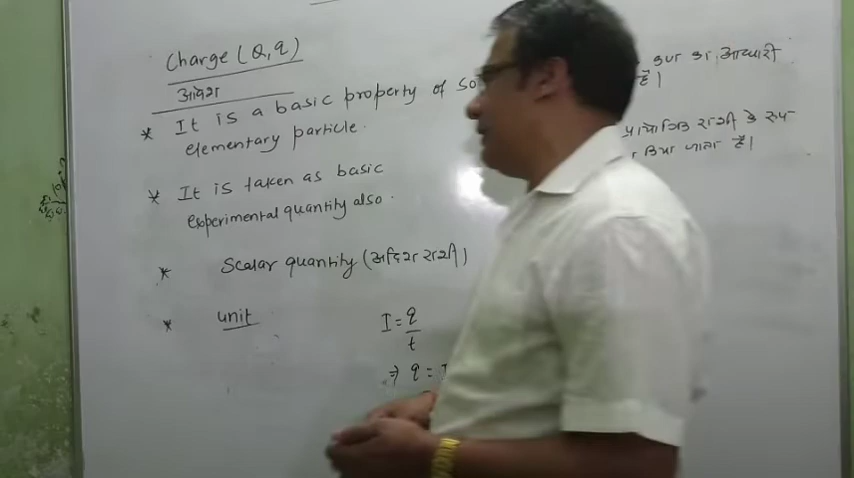 Charge (Q, q)
आवेश
* It is a basic property of so
elementary particle.
* It is taken as basic
experimental quantity also.
* Scalar quantity (अदिश राशी)
* unit
I = q/t
⇒ q =
है।
राशी के रूप
किया जाता है।